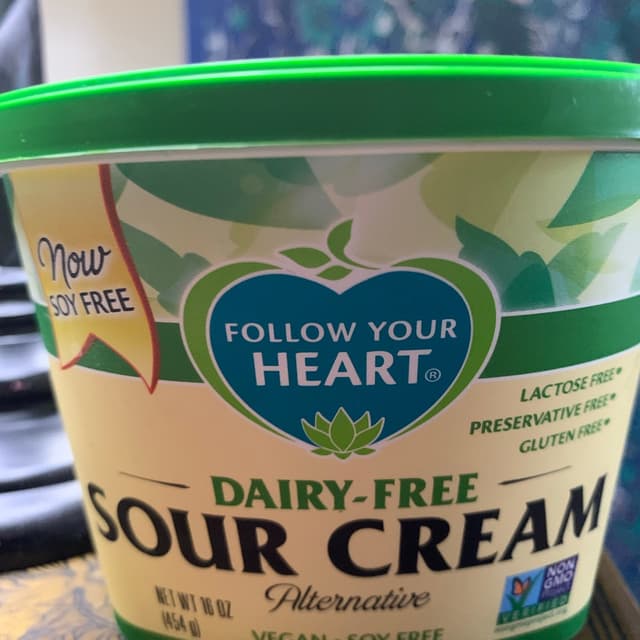 Now
SOY FREE
FOLLOW YOUR
HEART®
LACTOSE FREE•
PRESERVATIVE FREE•
GLUTEN FREE•
DAIRY-FREE
SOUR CREAM
Alternative
NET WT 16 OZ
(454 g)
NON
GMO
VERIFIED
VEGAN • SOY FREE